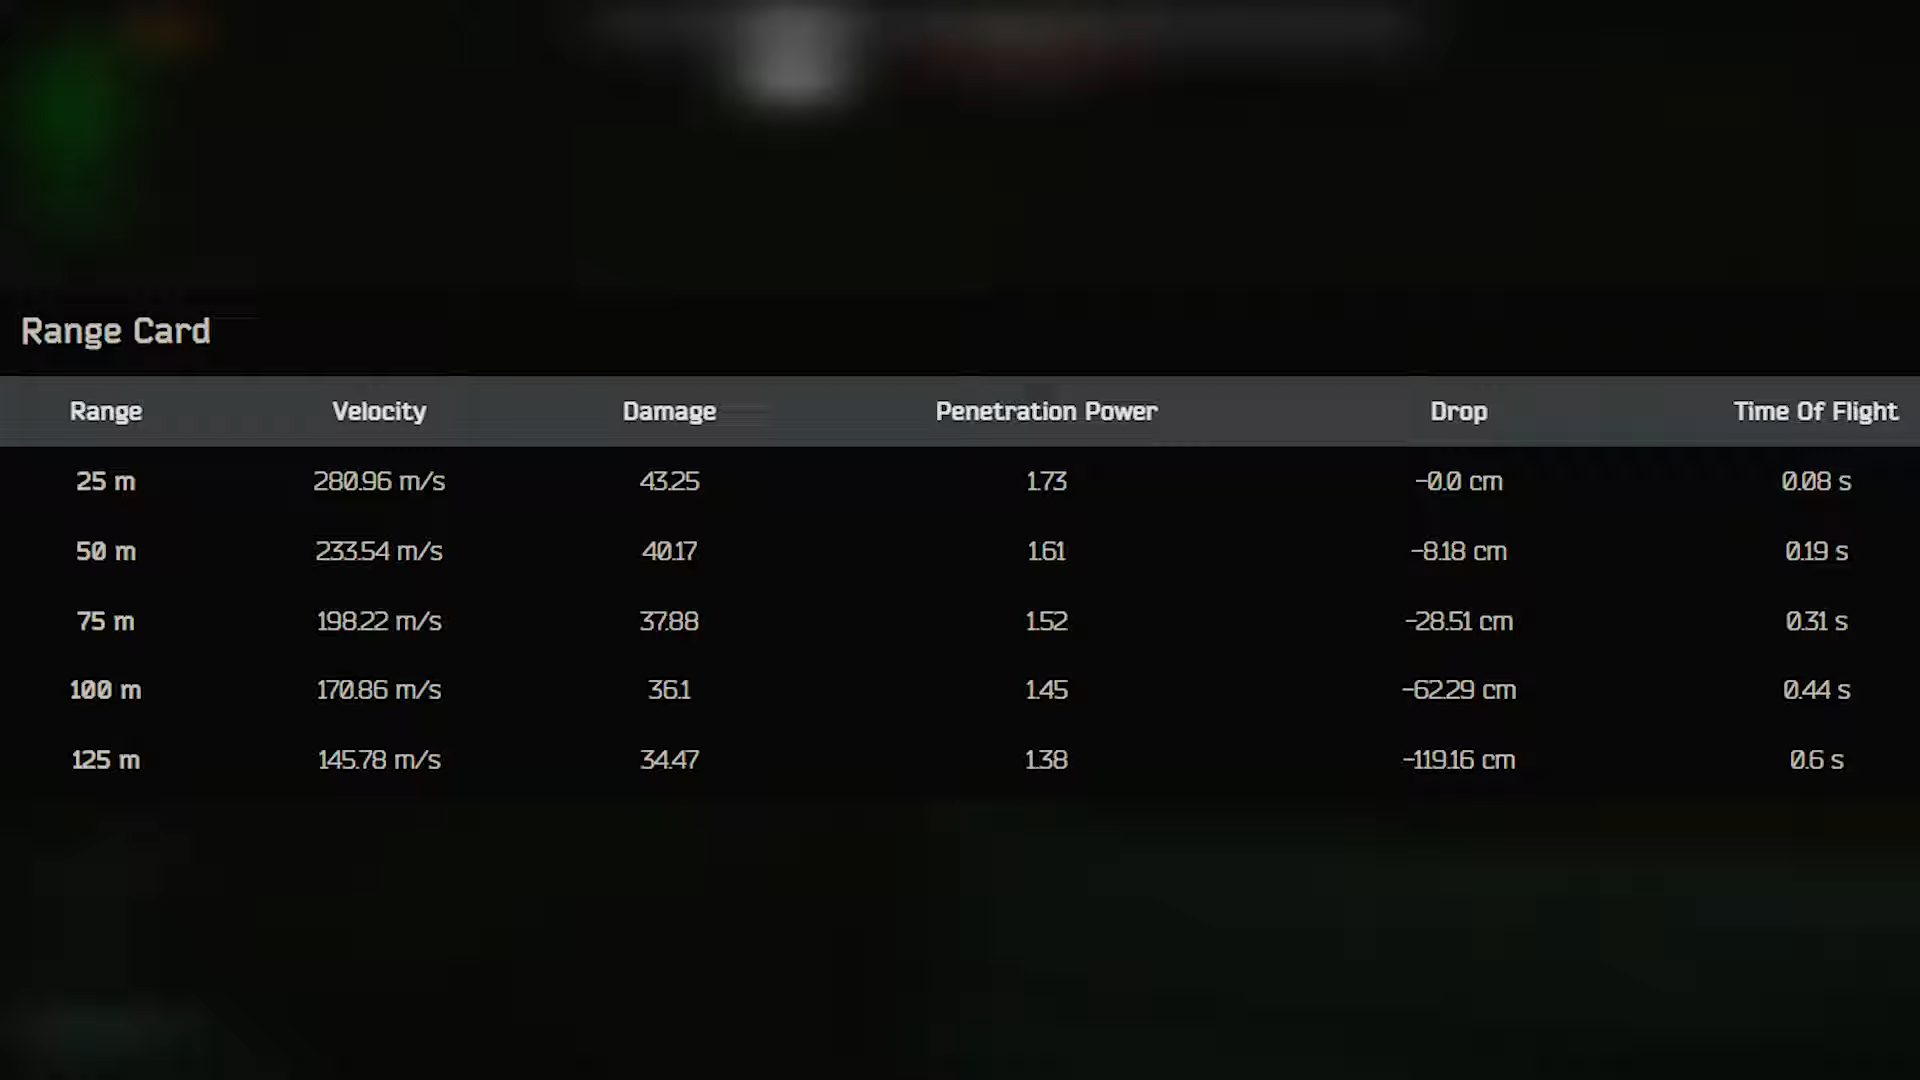 Range Card
Range Velocity Damage Penetration Power Drop Time Of Flight
25 m 280.96 m/s 43.25 1.73 -0.0 cm 0.08 s
50 m 233.54 m/s 40.17 1.61 -8.18 cm 0.19 s
75 m 198.22 m/s 37.88 1.52 -28.51 cm 0.31 s
100 m 170.86 m/s 36.1 1.45 -62.29 cm 0.44 s
125 m 145.78 m/s 34.47 1.38 -119.16 cm 0.6 s